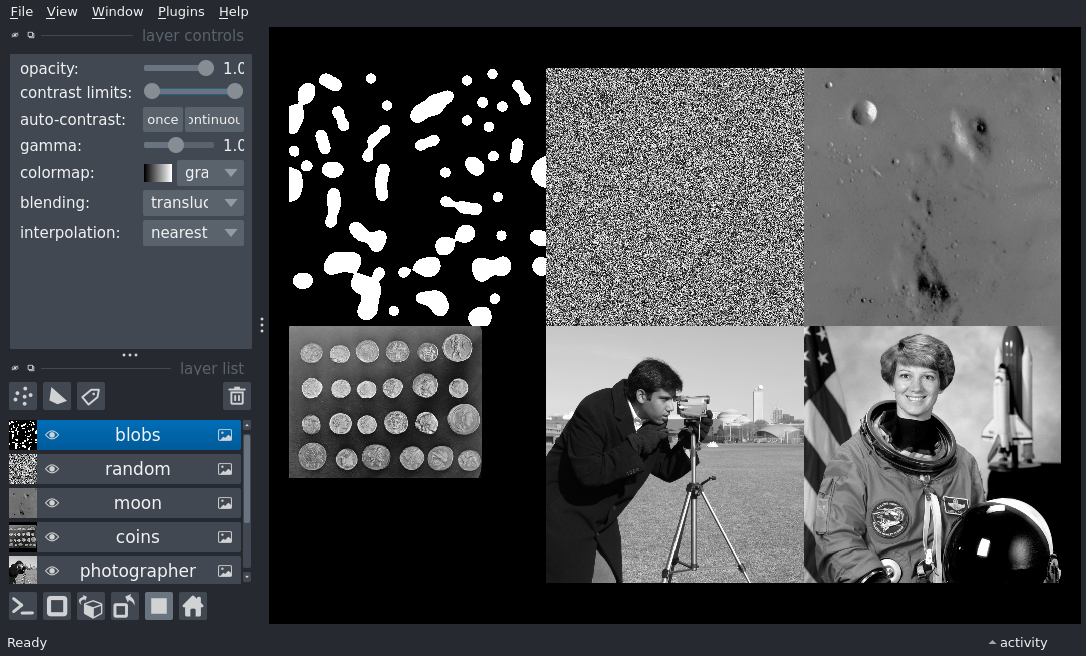 File View Window Plugins Help
layer controls
opacity: 1.0
contrast limits:
auto-contrast: once ontinuou
gamma: 1.0
colormap: gra
blending: transluc
interpolation: nearest
layer list
blobs
random
moon
coins
photographer
Ready
activity